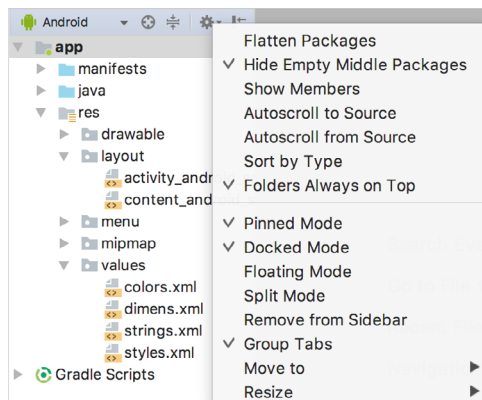 Android
app
manifests
java
res
drawable
layout
activity_andr
content_and
menu
mipmap
values
colors.xml
dimens.xml
strings.xml
styles.xml
Gradle Scripts
Flatten Packages
Hide Empty Middle Packages
Show Members
Autoscroll to Source
Autoscroll from Source
Sort by Type
Folders Always on Top
Pinned Mode
Docked Mode
Floating Mode
Split Mode
Remove from Sidebar
Group Tabs
Move to
Resize